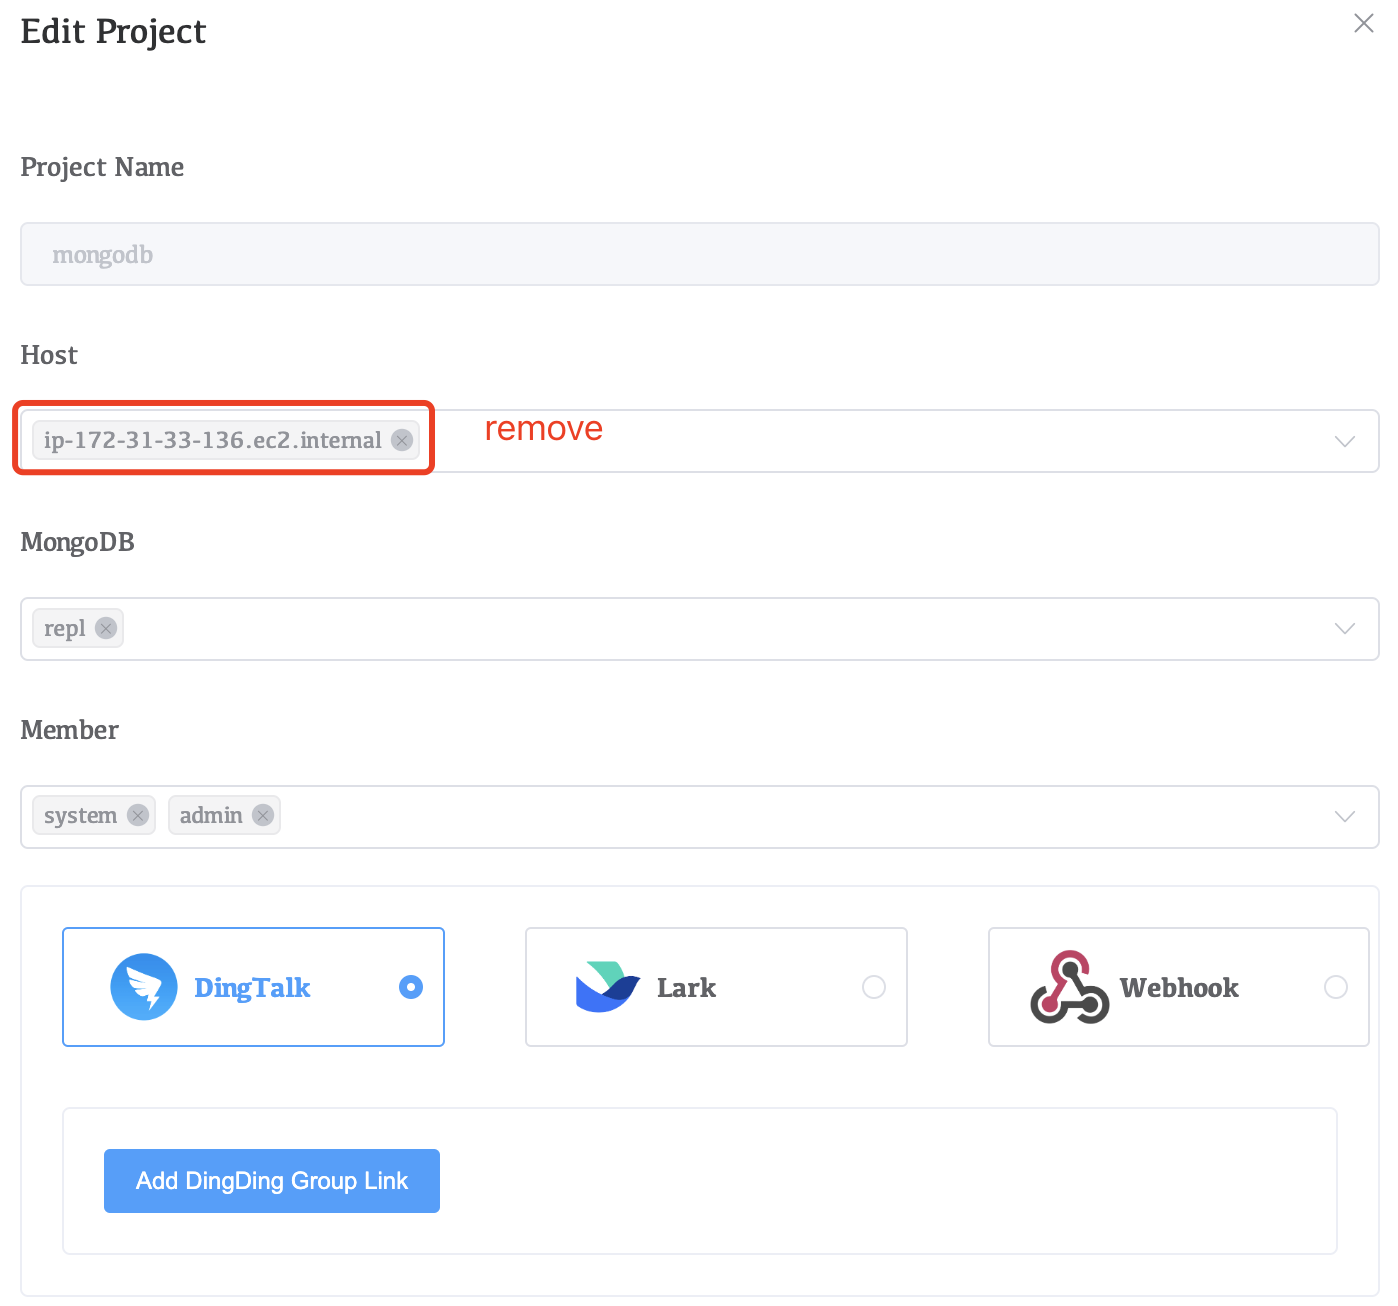 Edit Project
Project Name
mongodb
Host
ip-172-31-33-136.ec2.internal
remove
MongoDB
repl
Member
system admin
DingTalk Lark Webhook
Add DingDing Group Link